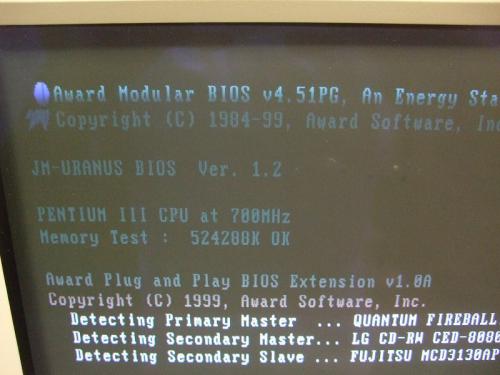 Award Modular BIOS v4.51PG, An Energy Sta
Copyright (C) 1984-99, Award Software, Inc
JM-URANUS BIOS Ver. 1.2
PENTIUM III CPU at 700MHz
Memory Test : 524288K OK
Award Plug and Play BIOS Extension v1.0A
Copyright (C) 1999, Award Software, Inc.
Detecting Primary Master ... QUANTUM FIREBALL
Detecting Secondary Master... LG CD-RW CED-8080
Detecting Secondary Slave ... FUJITSU MCD3130AP